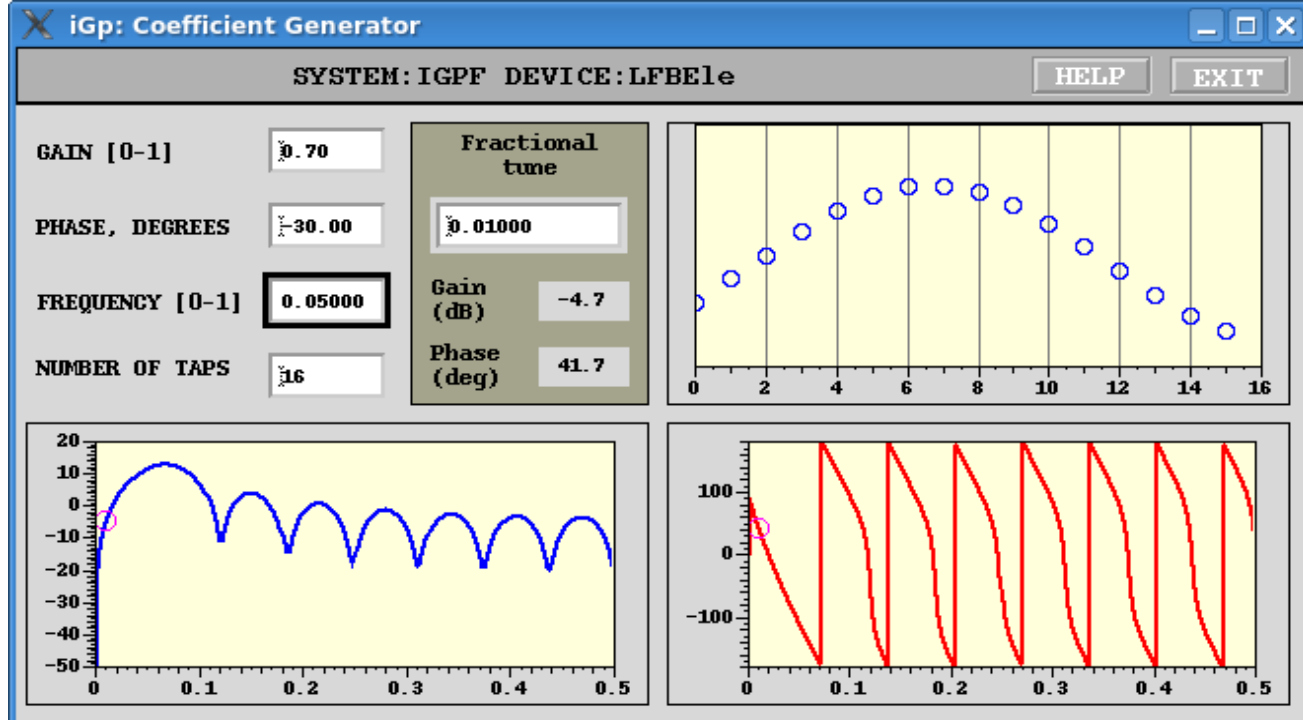 iGp: Coefficient Generator
SYSTEM:IGPF DEVICE:LFBEle
HELP
EXIT
GAIN [0-1]
0.70
PHASE, DEGREES
-30.00
FREQUENCY [0-1]
0.05000
NUMBER OF TAPS
16
Fractional
tune
0.01000
Gain
(dB)
-4.7
Phase
(deg)
41.7
0 2 4 6 8 10 12 14 16
20
10
0
-10
-20
-30
-40
-50
0 0.1 0.2 0.3 0.4 0.5
100
0
-100
0 0.1 0.2 0.3 0.4 0.5